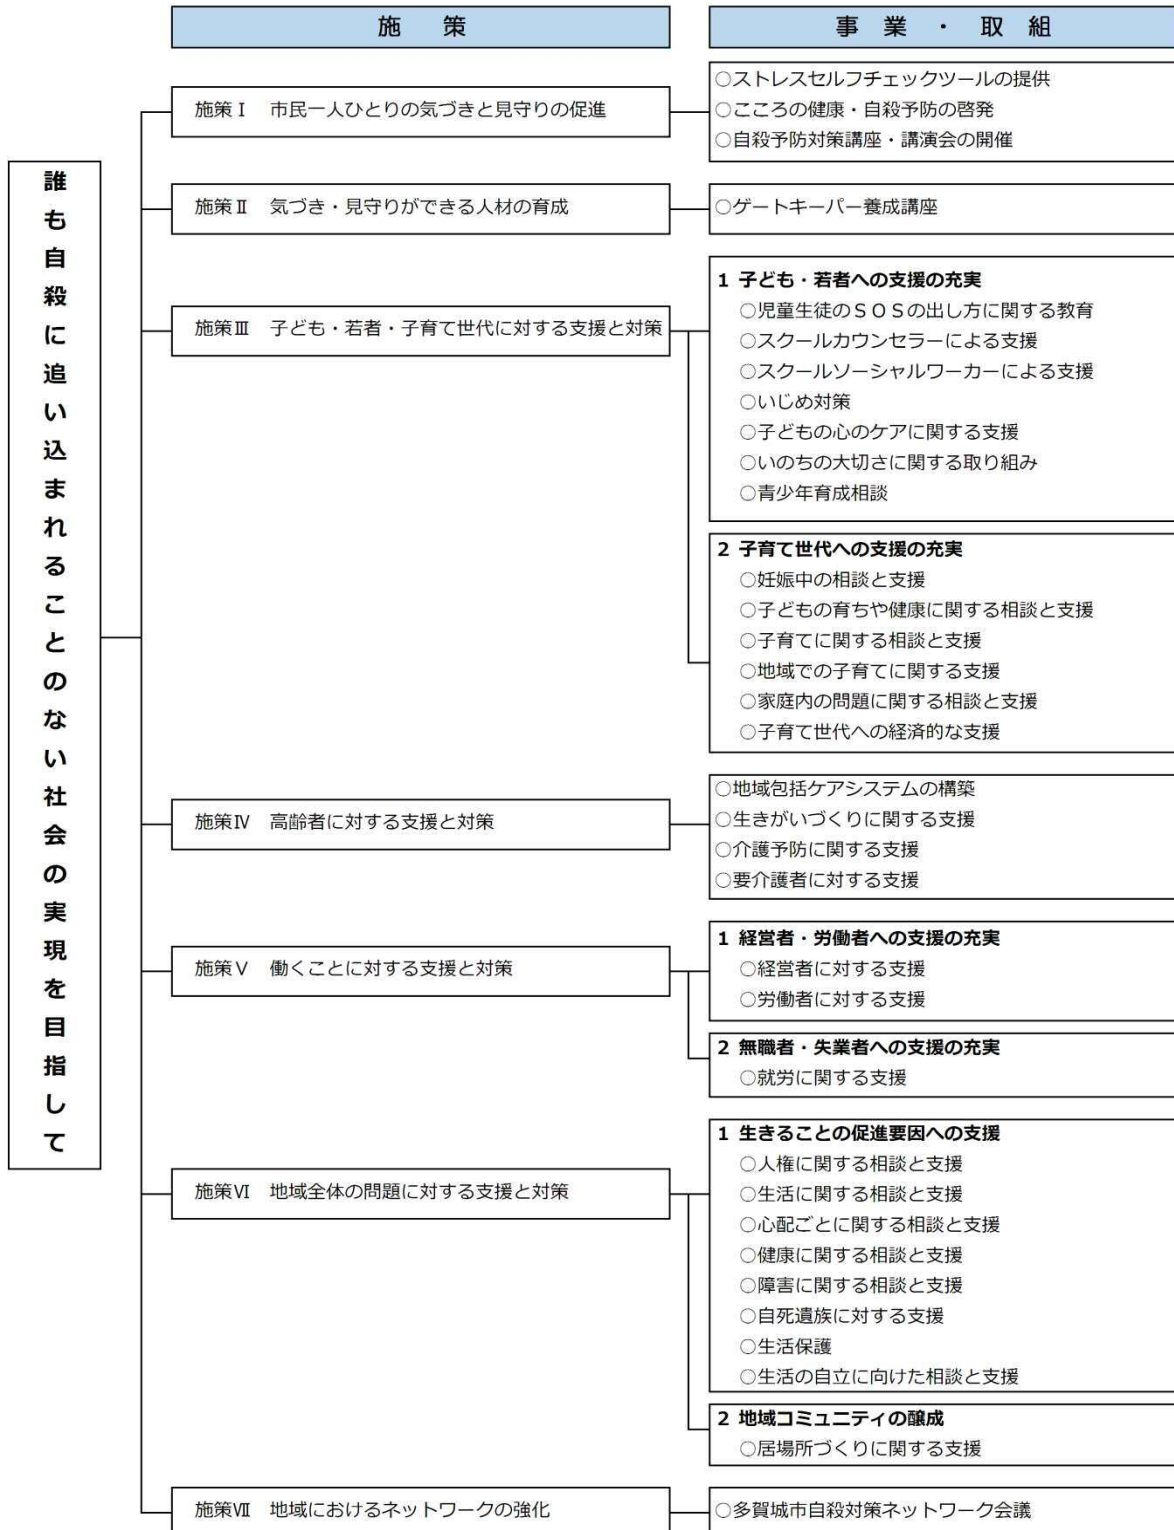 施　策
事　業　・　取　組
誰も自殺に追い込まれることのない社会の実現を目指して
施策Ⅰ　市民一人ひとりの気づきと見守りの促進
○ストレスセルフチェックツールの提供
○こころの健康・自殺予防の啓発
○自殺予防対策講座・講演会の開催
施策Ⅱ　気づき・見守りができる人材の育成
○ゲートキーパー養成講座
施策Ⅲ　子ども・若者・子育て世代に対する支援と対策
1 子ども・若者への支援の充実
○児童生徒のＳＯＳの出し方に関する教育
○スクールカウンセラーによる支援
○スクールソーシャルワーカーによる支援
○いじめ対策
○子どもの心のケアに関する支援
○いのちの大切さに関する取り組み
○青少年育成相談
2 子育て世代への支援の充実
○妊娠中の相談と支援
○子どもの育ちや健康に関する相談と支援
○子育てに関する相談と支援
○地域での子育てに関する支援
○家庭内の問題に関する相談と支援
○子育て世代への経済的な支援
施策Ⅳ　高齢者に対する支援と対策
○地域包括ケアシステムの構築
○生きがいづくりに関する支援
○介護予防に関する支援
○要介護者に対する支援
施策Ⅴ　働くことに対する支援と対策
1 経営者・労働者への支援の充実
○経営者に対する支援
○労働者に対する支援
2 無職者・失業者への支援の充実
○就労に関する支援
施策Ⅵ　地域全体の問題に対する支援と対策
1 生きることの促進要因への支援
○人権に関する相談と支援
○生活に関する相談と支援
○心配ごとに関する相談と支援
○健康に関する相談と支援
○障害に関する相談と支援
○自死遺族に対する支援
○生活保護
○生活の自立に向けた相談と支援
2 地域コミュニティの醸成
○居場所づくりに関する支援
施策Ⅶ　地域におけるネットワークの強化
○多賀城市自殺対策ネットワーク会議